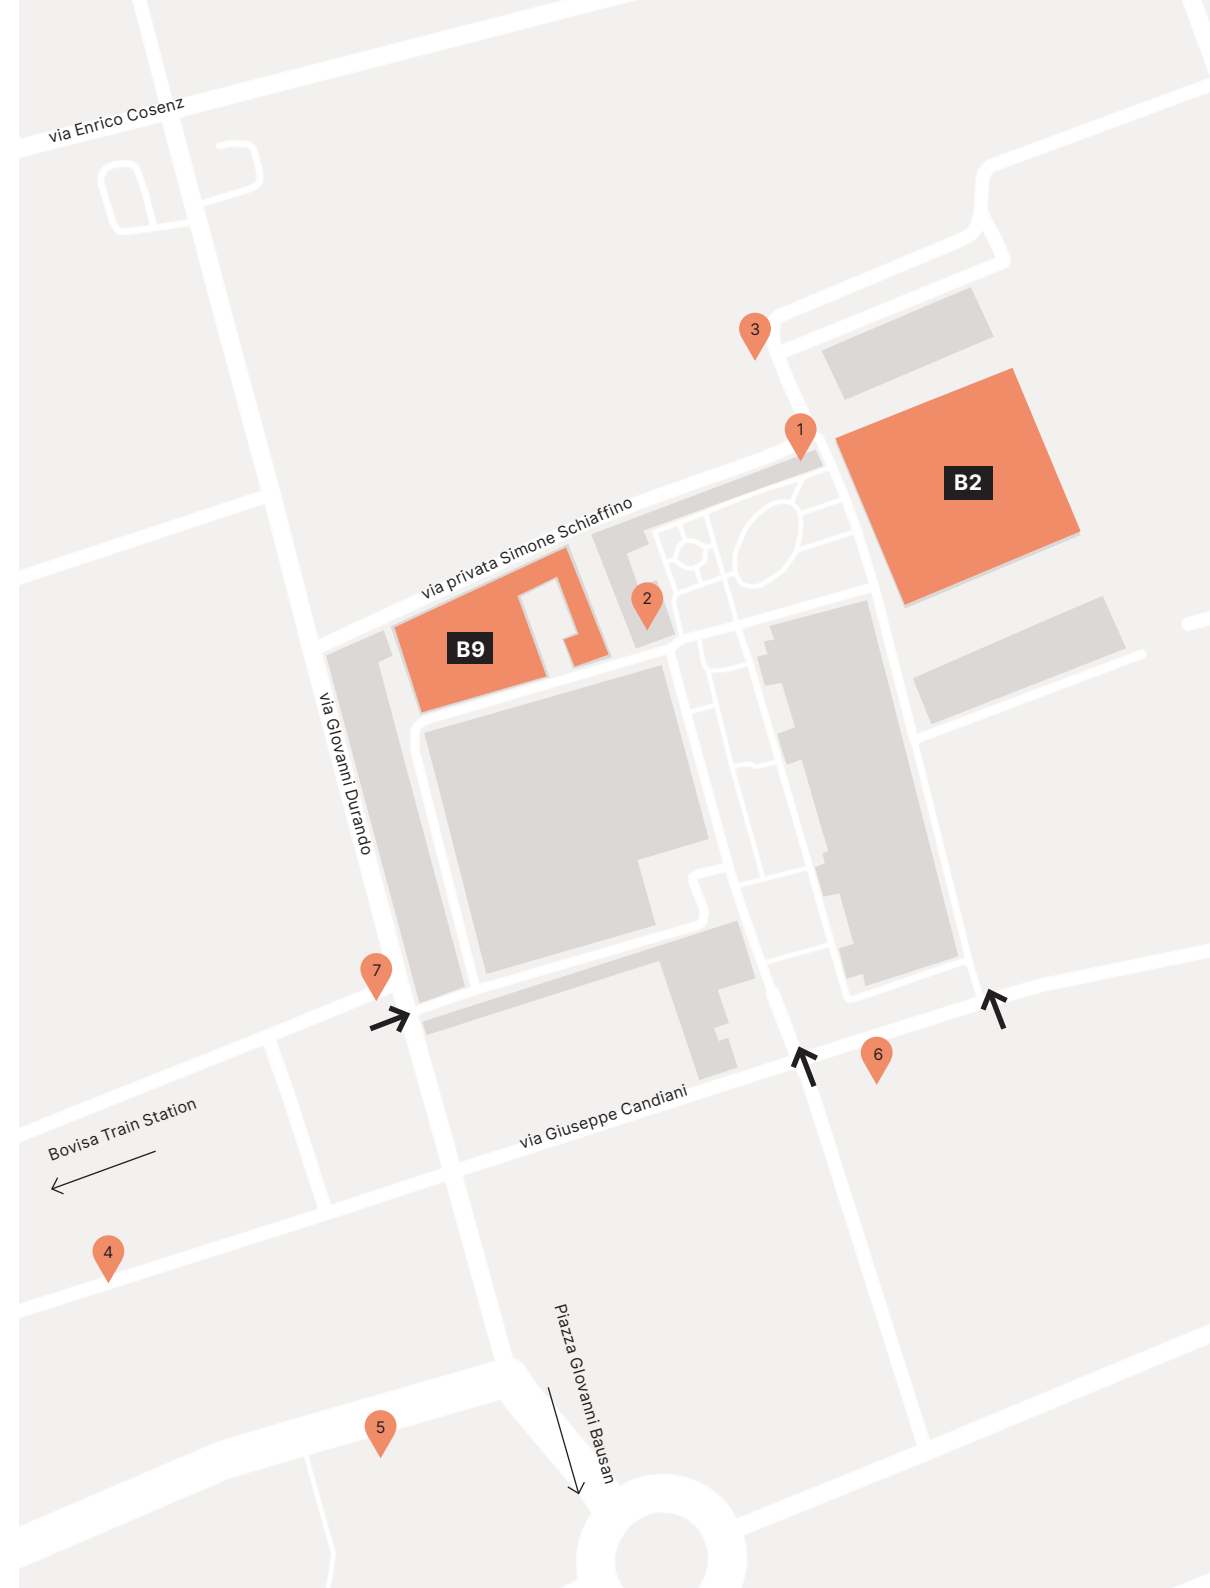 via Enrico Cosenz
3
1
B2
via privata Simone Schiaffino
2
B9
via GIovanni Durando
7
6
via Giuseppe Candiani
Bovisa Train Station
4
Piazza GIovanni Bausan
5